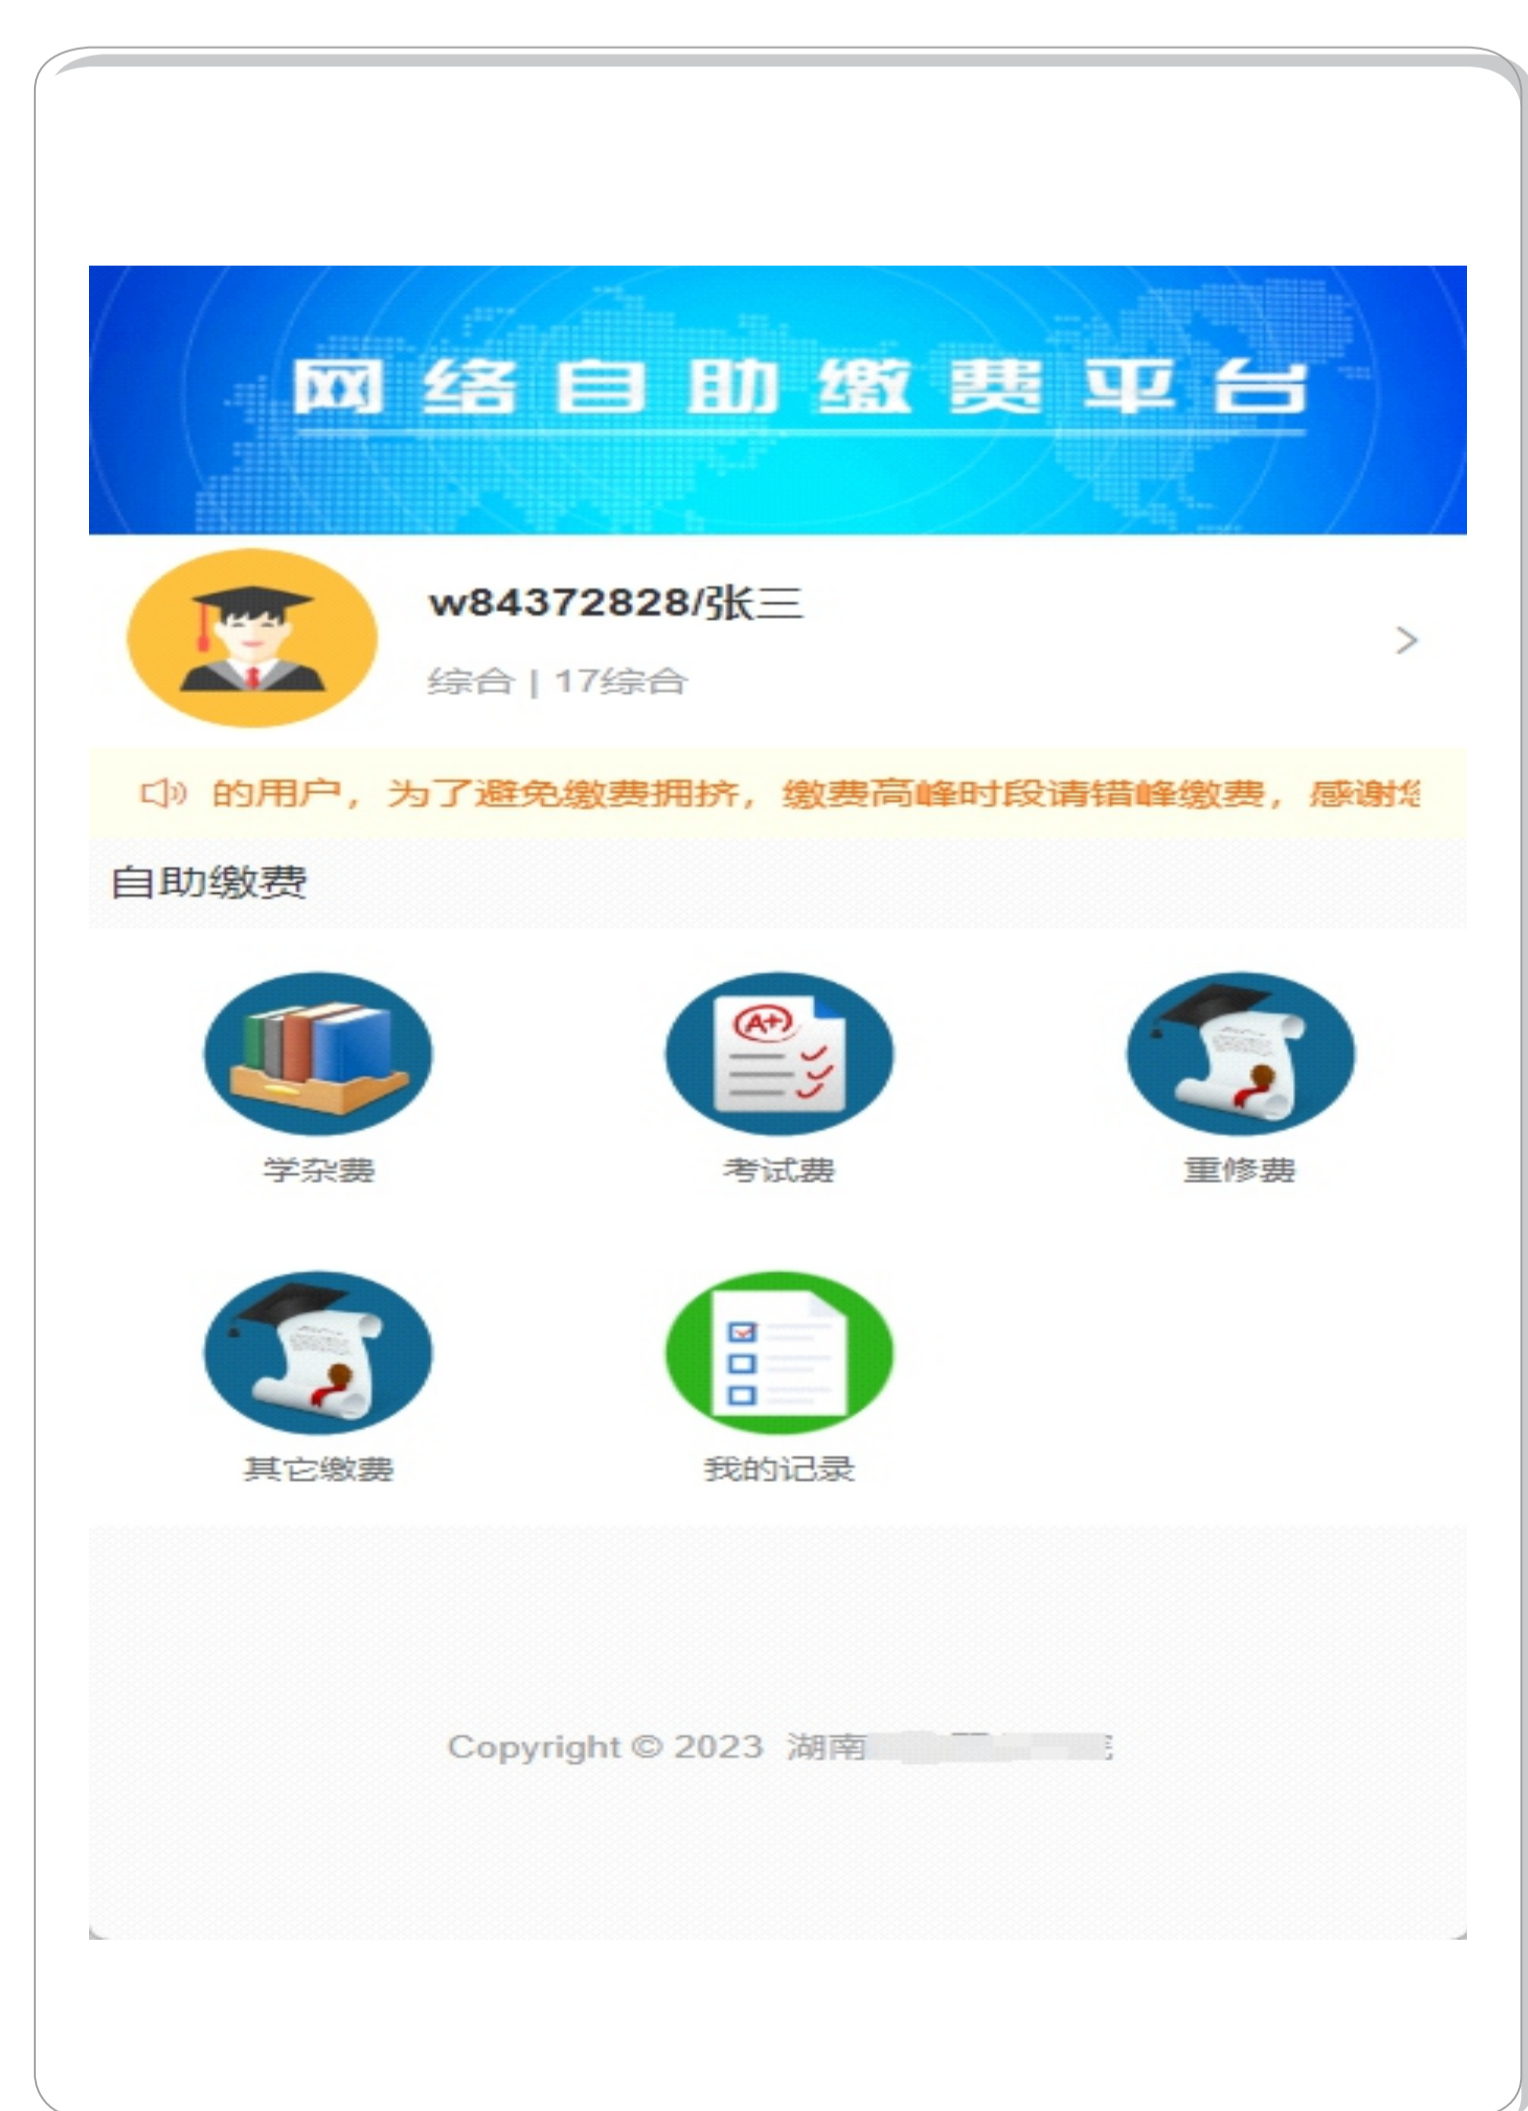 网络自助缴费平台
w84372828/张三
综合 | 17综合
的用户，为了避免缴费拥挤，缴费高峰时段请错峰缴费，感谢
自助缴费
A+
学杂费
考试费
重修费
其它缴费
我的记录
Copyright © 2023 湖南